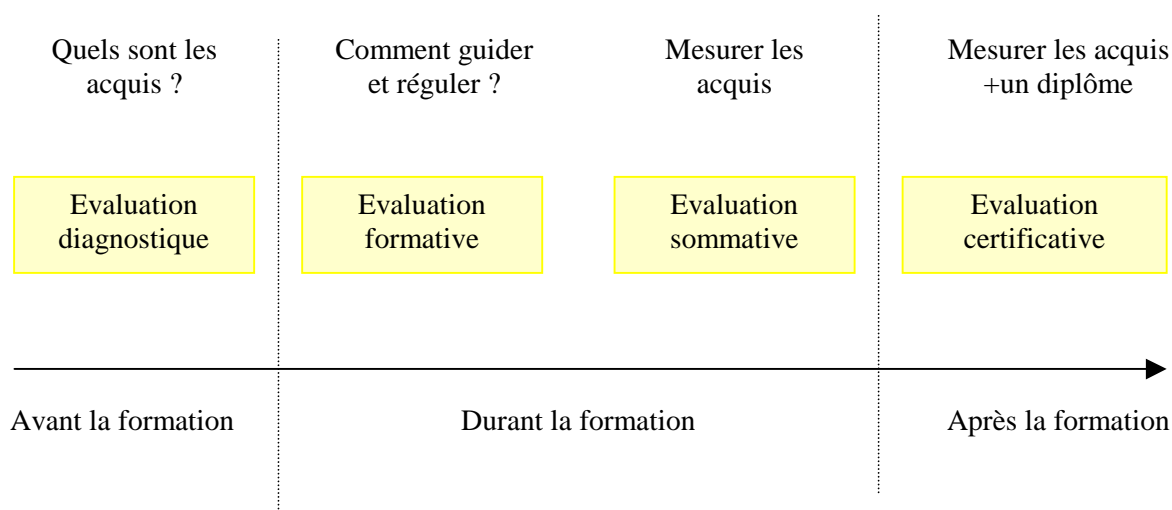 Quels sont les
acquis ?
Comment guider
et réguler ?
Mesurer les
acquis
Mesurer les acquis
+un diplôme
Evaluation
diagnostique
Evaluation
formative
Evaluation
sommative
Evaluation
certificative
Avant la formation
Durant la formation
Après la formation